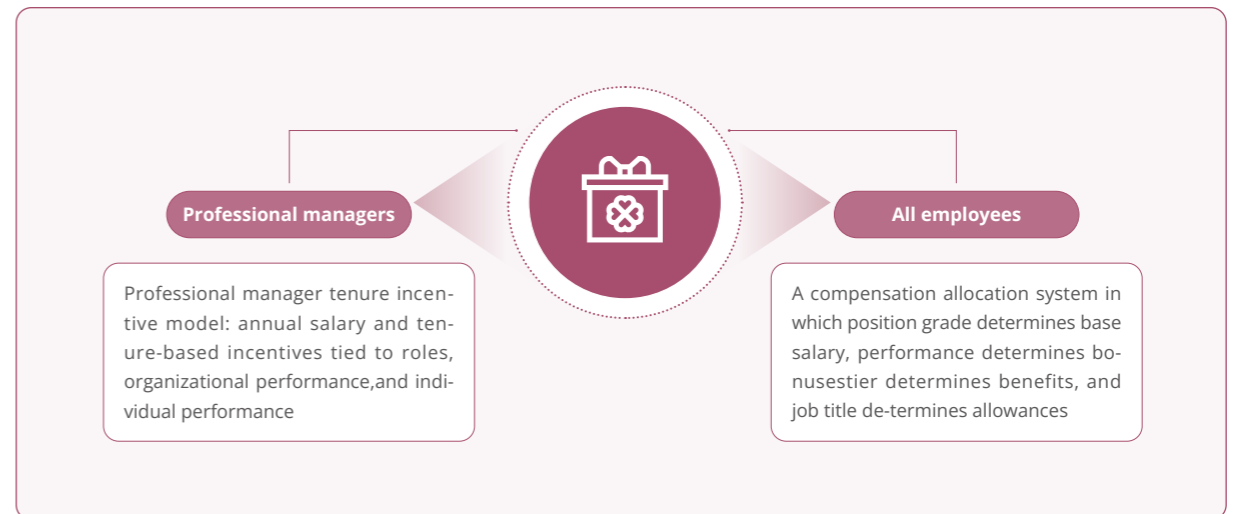 Professional managers
Professional manager tenure incen-
tive model: annual salary and ten-
ure-based incentives tied to roles,
organizational performance,and indi-
vidual performance
All employees
A compensation allocation system in
which position grade determines base
salary, performance determines bo-
nusestier determines benefits, and
job title de-termines allowances